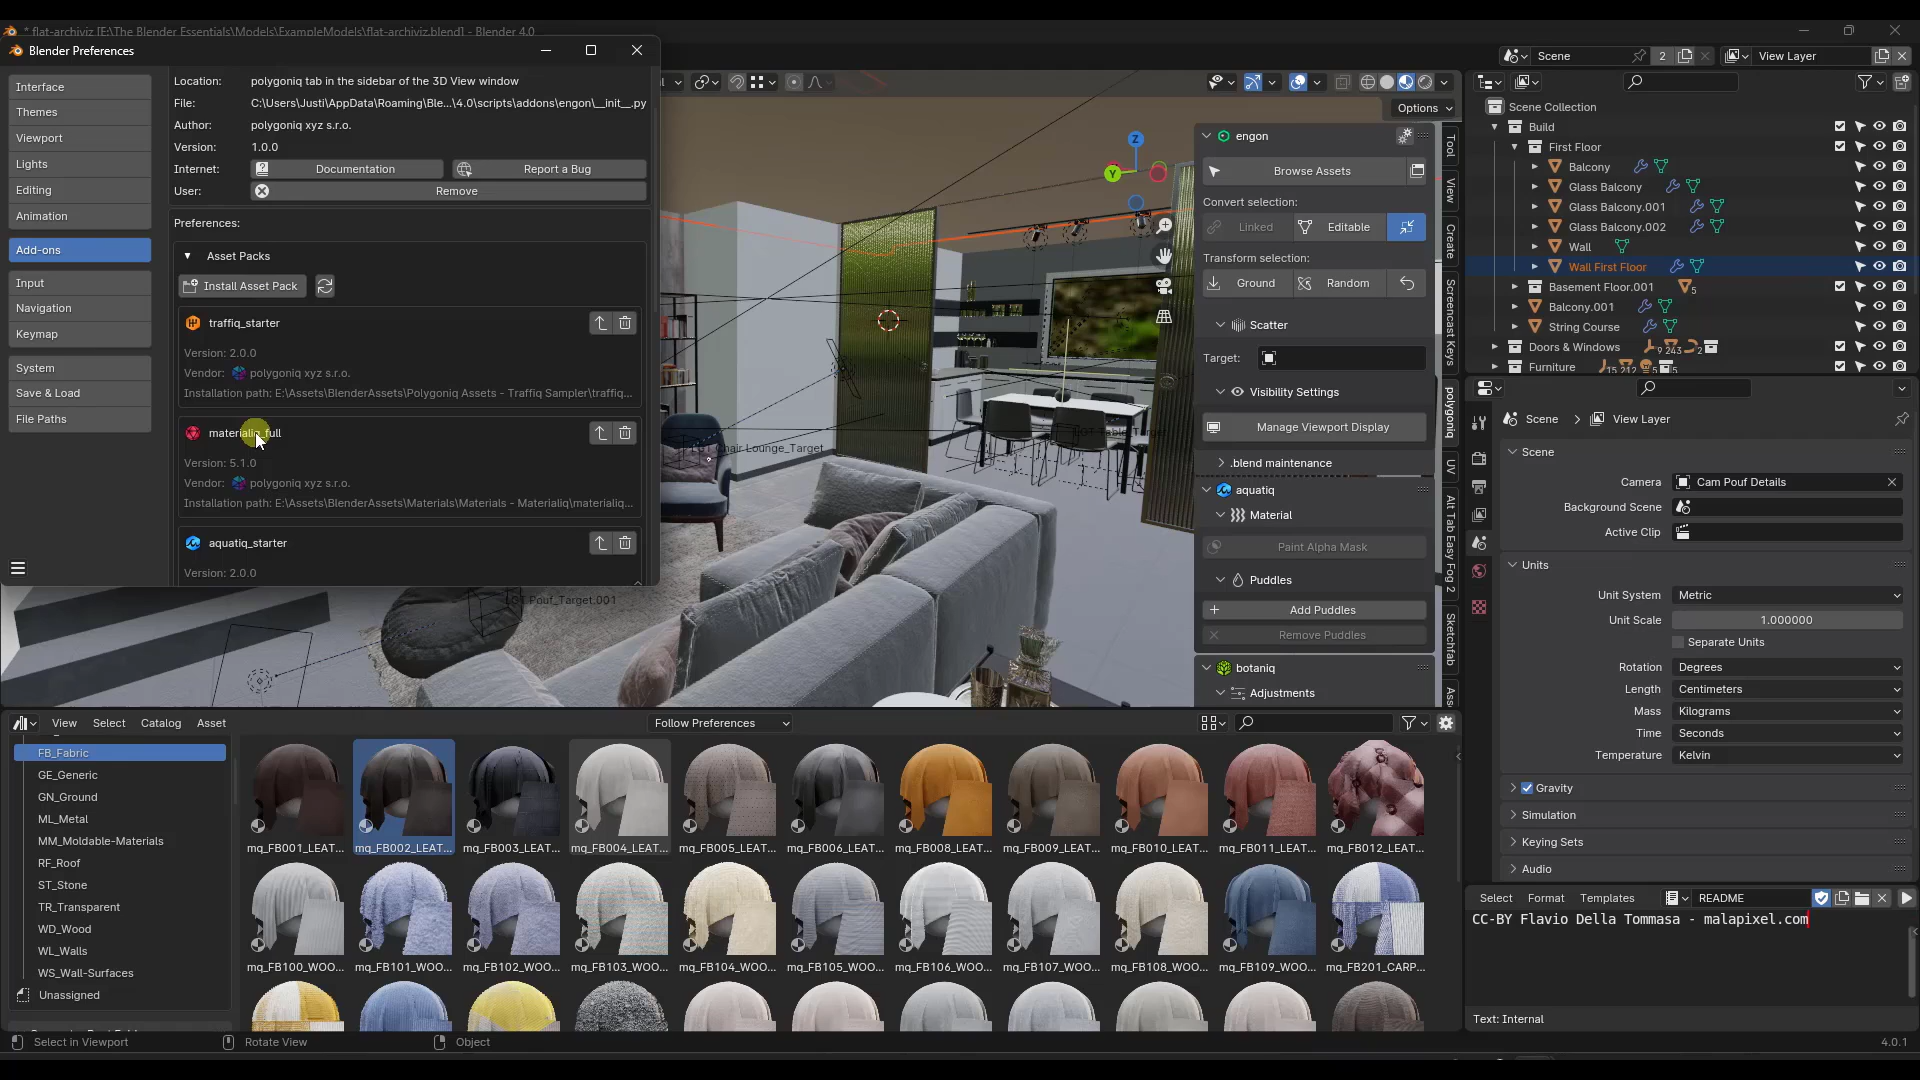 * flat-archiviz [E:\The Blender Essentials\Models\ExampleModels\flat-archiviz.blend] - Blender 4.0
Blender Preferences
Interface
Themes
Viewport
Lights
Editing
Animation
Add-ons
Input
Navigation
Keymap
System
Save & Load
File Paths
Location: polygoniq tab in the sidebar of the 3D View window
File: C:\Users\Justi\AppData\Roaming\Ble...\4.0\scripts\addons\engon\__init__.py
Author: polygoniq xyz s.r.o.
Version: 1.0.0
Internet: Documentation Report a Bug
User: Remove
Preferences:
Asset Packs
Install Asset Pack
traffiq_starter
Version: 2.0.0
Vendor: polygoniq xyz s.r.o.
Installation path: E:\Assets\BlenderAssets\Polygoniq Assets - Traffiq Sampler\traffiq...
materialiq_full
Version: 5.1.0
Vendor: polygoniq xyz s.r.o.
Installation path: E:\Assets\BlenderAssets\Materials\Materials - Materialiq\materialiq...
aquatiq_starter
Version: 2.0.0
Options
engon
Browse Assets
Convert selection:
Linked Editable
Transform selection:
Ground Random
Scatter
Target:
Visibility Settings
Manage Viewport Display
.blend maintenance
aquatiq
Material
Paint Alpha Mask
Puddles
Add Puddles
Remove Puddles
botaniq
Adjustments
Tool
View
Create
Screencast Keys
polygoniq
UV
Alt Tab Easy Fog 2
Sketchfab
Ass
Z
Y
Chair Lounge_Target
Pouf_Target.001
Scene 2 View Layer
Scene Collection
Build
First Floor
Balcony
Glass Balcony
Glass Balcony.001
Glass Balcony.002
Wall
Wall First Floor
Basement Floor.001 5
Balcony.001
String Course
Doors & Windows 9 243 2
Furniture 15 212 5
Scene View Layer
Scene
Camera Cam Pouf Details
Background Scene
Active Clip
Units
Unit System Metric
Unit Scale 1.000000
Separate Units
Rotation Degrees
Length Centimeters
Mass Kilograms
Time Seconds
Temperature Kelvin
Gravity
Simulation
Keying Sets
Audio
Select Format Templates README
CC-BY Flavio Della Tommasa - malapixel.com
Text: Internal
View Select Catalog Asset Follow Preferences
FB_Fabric
GE_Generic
GN_Ground
ML_Metal
MM_Moldable-Materials
RF_Roof
ST_Stone
TR_Transparent
WD_Wood
WL_Walls
WS_Wall-Surfaces
Unassigned
mq_FB001_LEAT... mq_FB002_LEAT... mq_FB003_LEAT... mq_FB004_LEAT... mq_FB005_LEAT... mq_FB006_LEAT... mq_FB008_LEAT... mq_FB009_LEAT... mq_FB010_LEAT... mq_FB011_LEAT... mq_FB012_LEAT...
mq_FB100_WOO... mq_FB101_WOO... mq_FB102_WOO... mq_FB103_WOO... mq_FB104_WOO... mq_FB105_WOO... mq_FB106_WOO... mq_FB107_WOO... mq_FB108_WOO... mq_FB109_WOO... mq_FB201_CARP...
Select in Viewport Rotate View Object 4.0.1